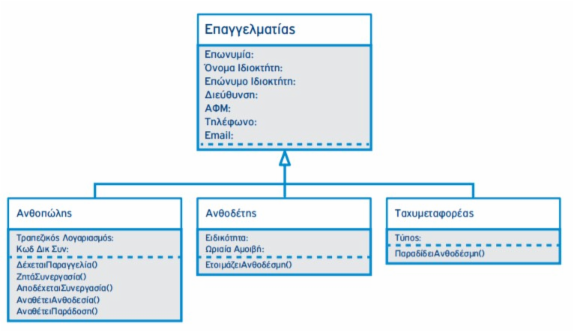 Επαγγελματίας
Επωνυμία:
Όνομα Ιδιοκτήτη:
Επώνυμο Ιδιοκτήτη:
Διεύθυνση:
ΑΦΜ:
Τηλέφωνο:
Email:
Ανθοπώλης
Τραπεζικός Λογαριασμός:
Κωδ Δικ Συν:
ΔέχεταιΠαραγγελία()
ΖητάΣυνεργασία()
ΑποδέχεταιΣυνεργασία()
ΑναθέτειΑνθοδεσία()
ΑναθέτειΠαράδοση()
Ανθοδέτης
Ειδικότητα:
Ωριαία Αμοιβή:
ΕτοιμάζειΑνθοδέσμη()
Ταχυμεταφορέας
Τύπος:
ΠαραδίδειΑνθοδέσμη()